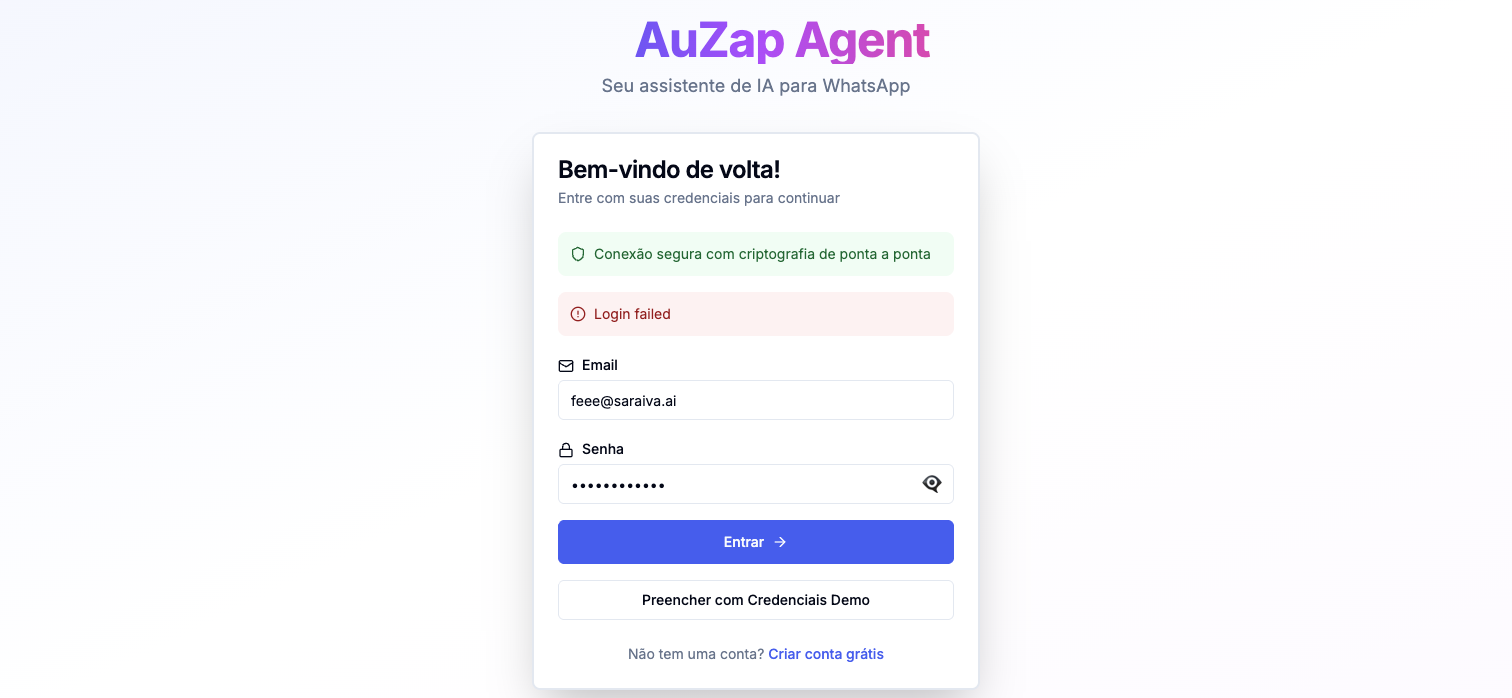 AuZap Agent
Seu assistente de IA para WhatsApp
Bem-vindo de volta!
Entre com suas credenciais para continuar
Conexão segura com criptografia de ponta a ponta
Login failed
Email
feee@saraiva.ai
Senha
••••••••••••
Entrar →
Preencher com Credenciais Demo
Não tem uma conta? Criar conta grátis